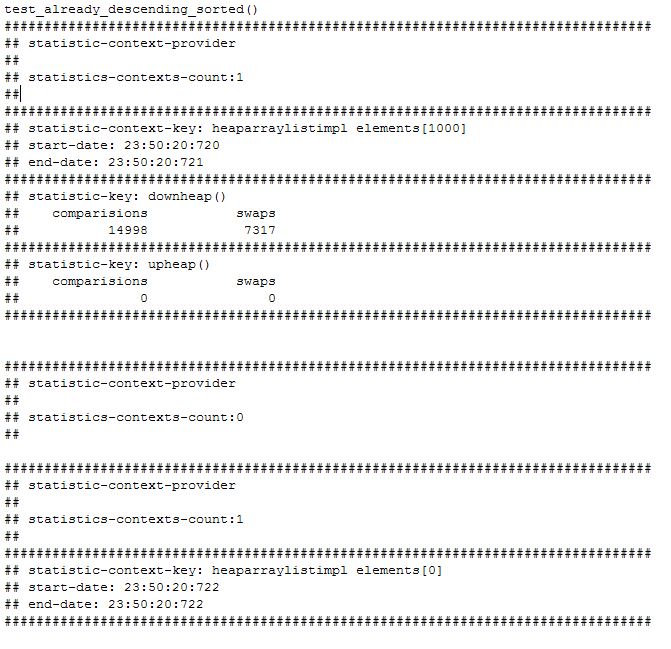 test_already_descending_sorted()
#################################################################################
## statistic-context-provider
##
## statistics-contexts-count:1
##
#################################################################################
## statistic-context-key: heaparraylistimpl elements[1000]
## start-date: 23:50:20:720
## end-date: 23:50:20:721
#################################################################################
## statistic-key: downheap()
##    comparisions           swaps
##           14998            7317
#################################################################################
## statistic-key: upheap()
##    comparisions           swaps
##               0               0
#################################################################################
#################################################################################
## statistic-context-provider
##
## statistics-contexts-count:0
##
#################################################################################
## statistic-context-provider
##
## statistics-contexts-count:1
##
#################################################################################
## statistic-context-key: heaparraylistimpl elements[0]
## start-date: 23:50:20:722
## end-date: 23:50:20:722
#################################################################################